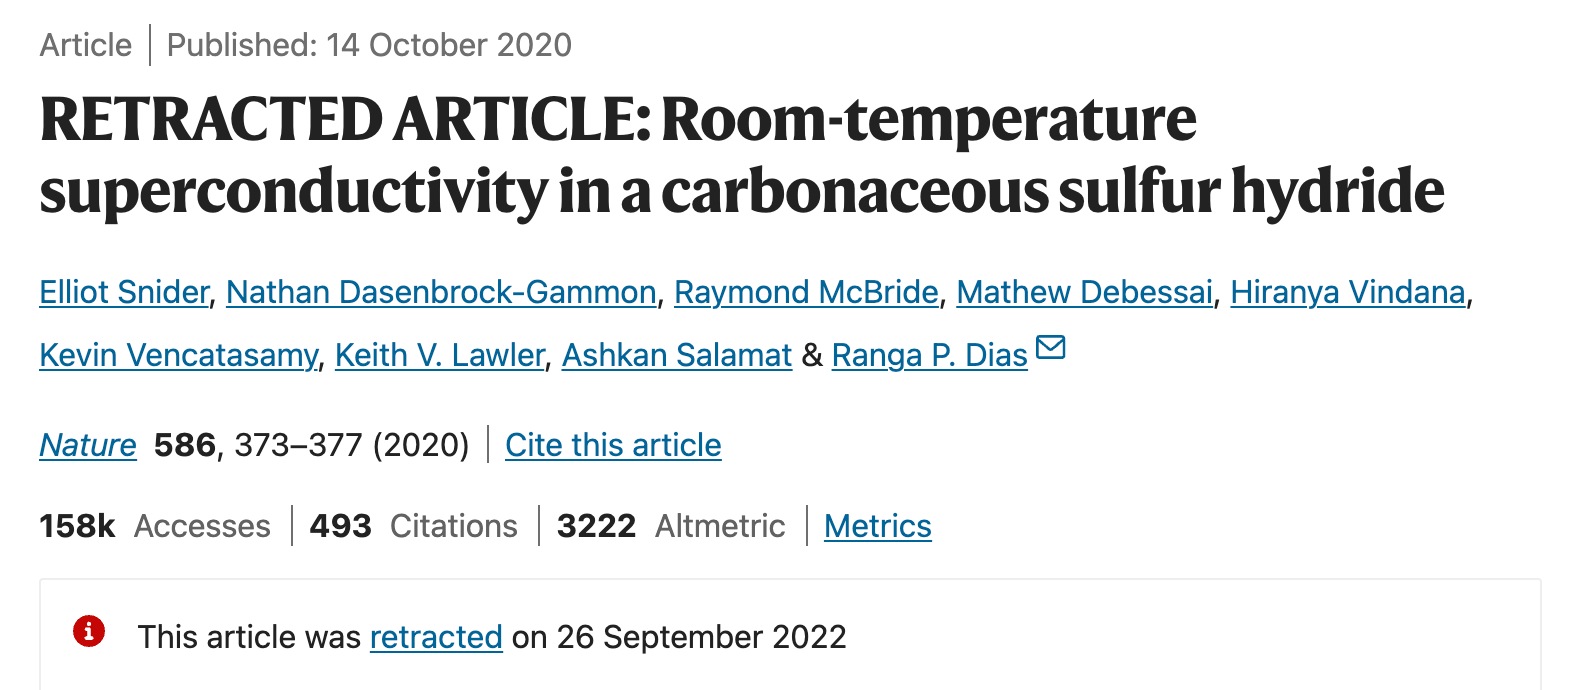 Article | Published: 14 October 2020
RETRACTED ARTICLE: Room-temperature
superconductivity in a carbonaceous sulfur hydride
Elliot Snider, Nathan Dasenbrock-Gammon, Raymond McBride, Mathew Debessai, Hiranya Vindana,
Kevin Vencatasamy, Keith V. Lawler, Ashkan Salamat & Ranga P. Dias
Nature 586, 373–377 (2020) | Cite this article
158k Accesses | 493 Citations | 3222 Altmetric | Metrics
This article was retracted on 26 September 2022